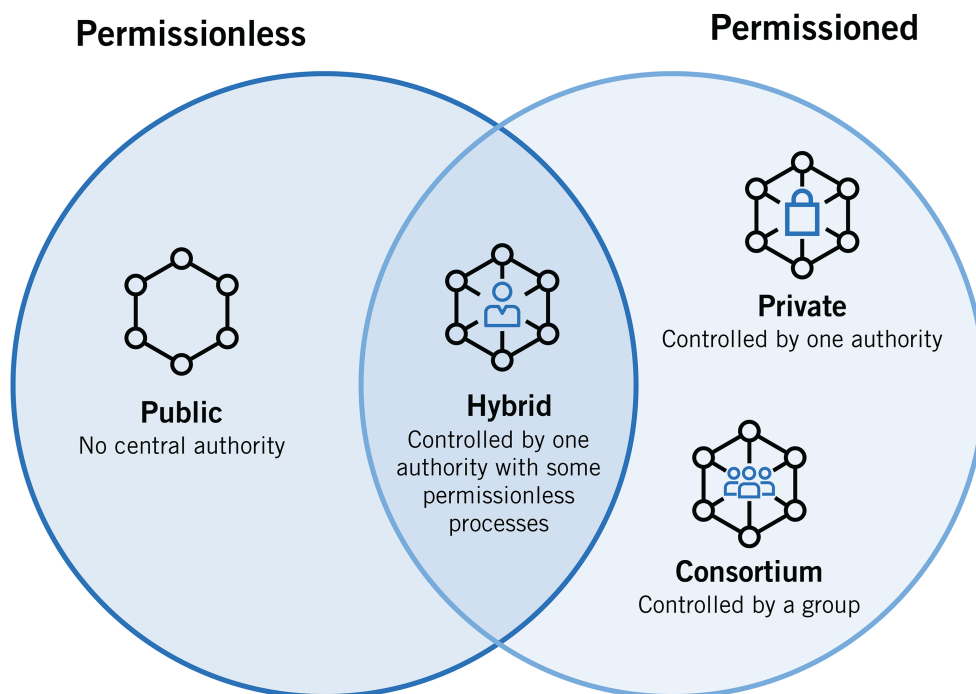 Permissionless
Permissioned
Public
No central authority
Hybrid
Controlled by one
authority with some
permissionless
processes
Private
Controlled by one authority
Consortium
Controlled by a group